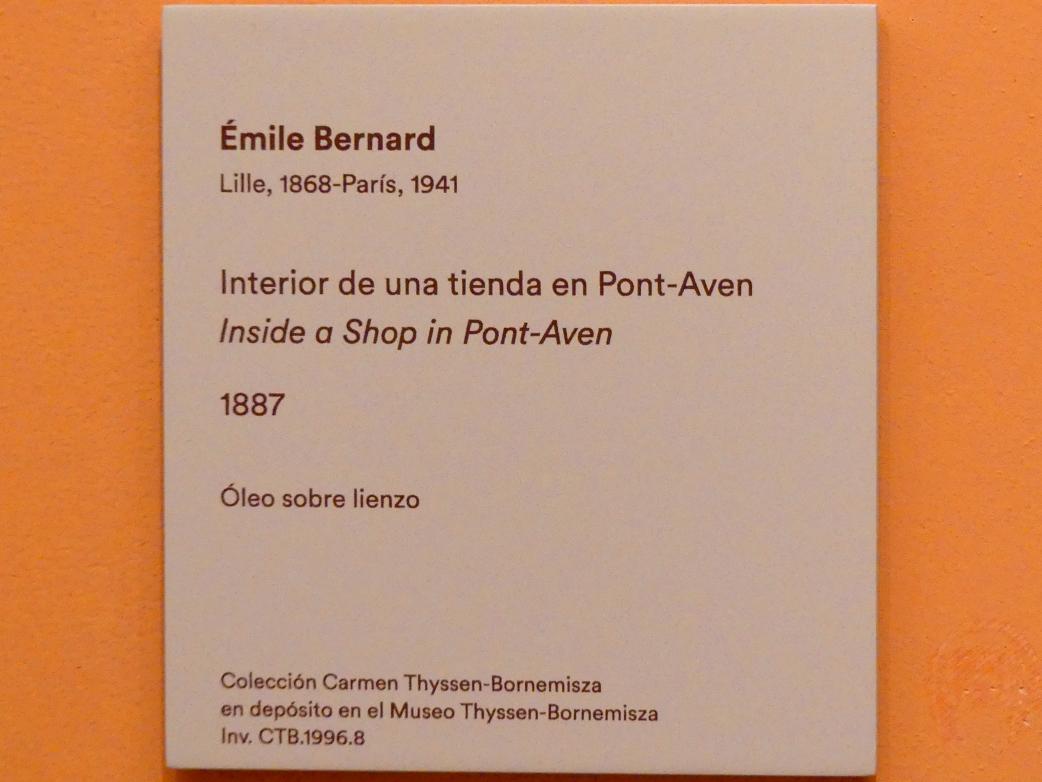 Émile Bernard
Lille, 1868-París, 1941
Interior de una tienda en Pont-Aven
Inside a Shop in Pont-Aven
1887
Óleo sobre lienzo
Colección Carmen Thyssen-Bornemisza
en depósito en el Museo Thyssen-Bornemisza
Inv. CTB.1996.8